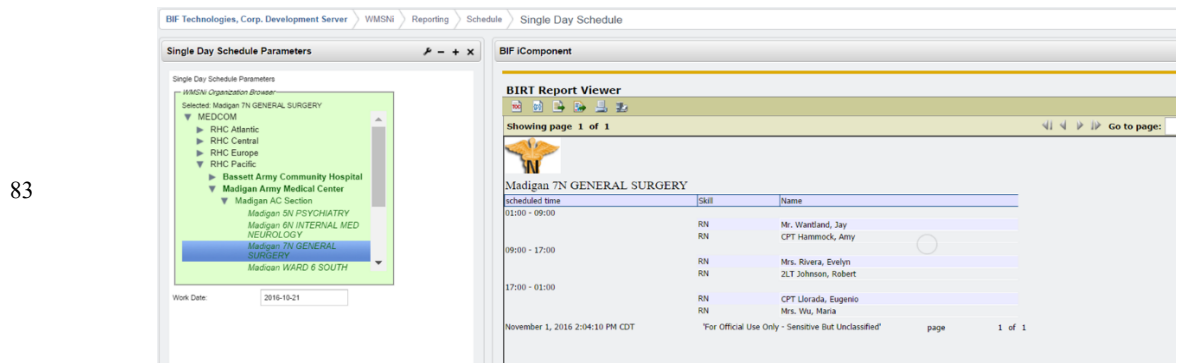 BIF Technologies, Corp. Development Server WMSNi Reporting Schedule Single Day Schedule
Single Day Schedule Parameters
Single Day Schedule Parameters
WMSNi Organization Browser
Selected: Madigan 7N GENERAL SURGERY
MEDCOM
RHC Atlantic
RHC Central
RHC Europe
RHC Pacific
Bassett Army Community Hospital
Madigan Army Medical Center
Madigan AC Section
Madigan 5N PSYCHIATRY
Madigan 6N INTERNAL MED
NEUROLOGY
Madigan 7N GENERAL
SURGERY
Madigan WARD 6 SOUTH
Work Date: 2016-10-21
83
BIF iComponent
BIRT Report Viewer
Showing page 1 of 1 Go to page:
N
Madigan 7N GENERAL SURGERY
scheduled time Skill Name
01:00 - 09:00
RN Mr. Wantland, Jay
RN CPT Hammock, Amy
09:00 - 17:00
RN Mrs. Rivera, Evelyn
RN 2LT Johnson, Robert
17:00 - 01:00
RN CPT Llorada, Eugenio
RN Mrs. Wu, Maria
November 1, 2016 2:04:10 PM CDT 'For Official Use Only - Sensitive But Unclassified' page 1 of 1